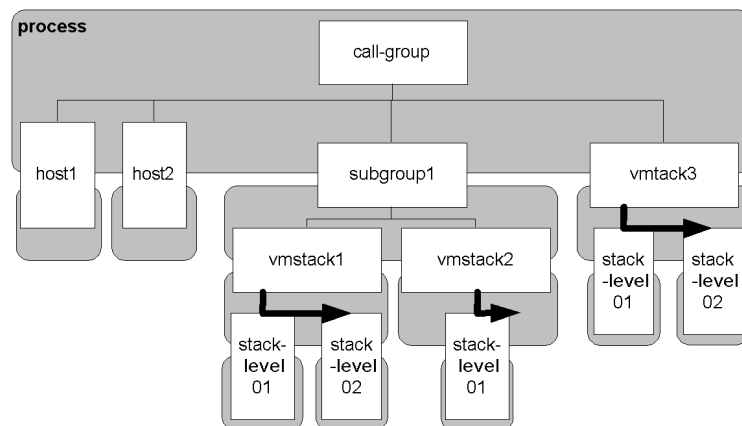 process
call-group
host1
host2
subgroup1
vmtack3
vmstack1
vmstack2
stack
-level
01
stack
-level
02
stack-
level
01
stack
-level
02
stack-
level
01